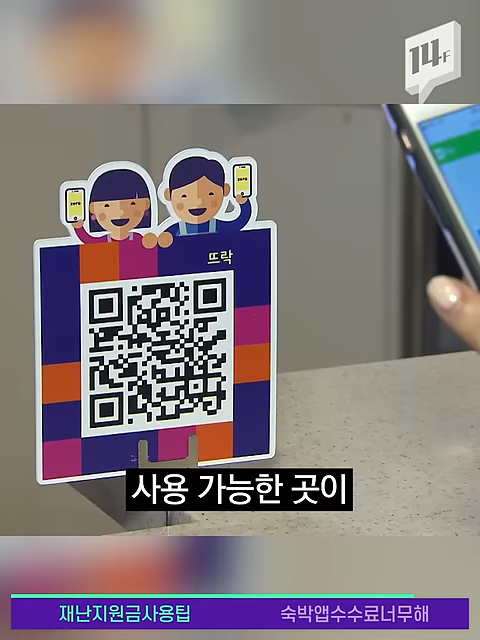 14F
zero
zero
뜨락
사용 가능한 곳이
재난지원금사용팁
숙박앱수수료너무해